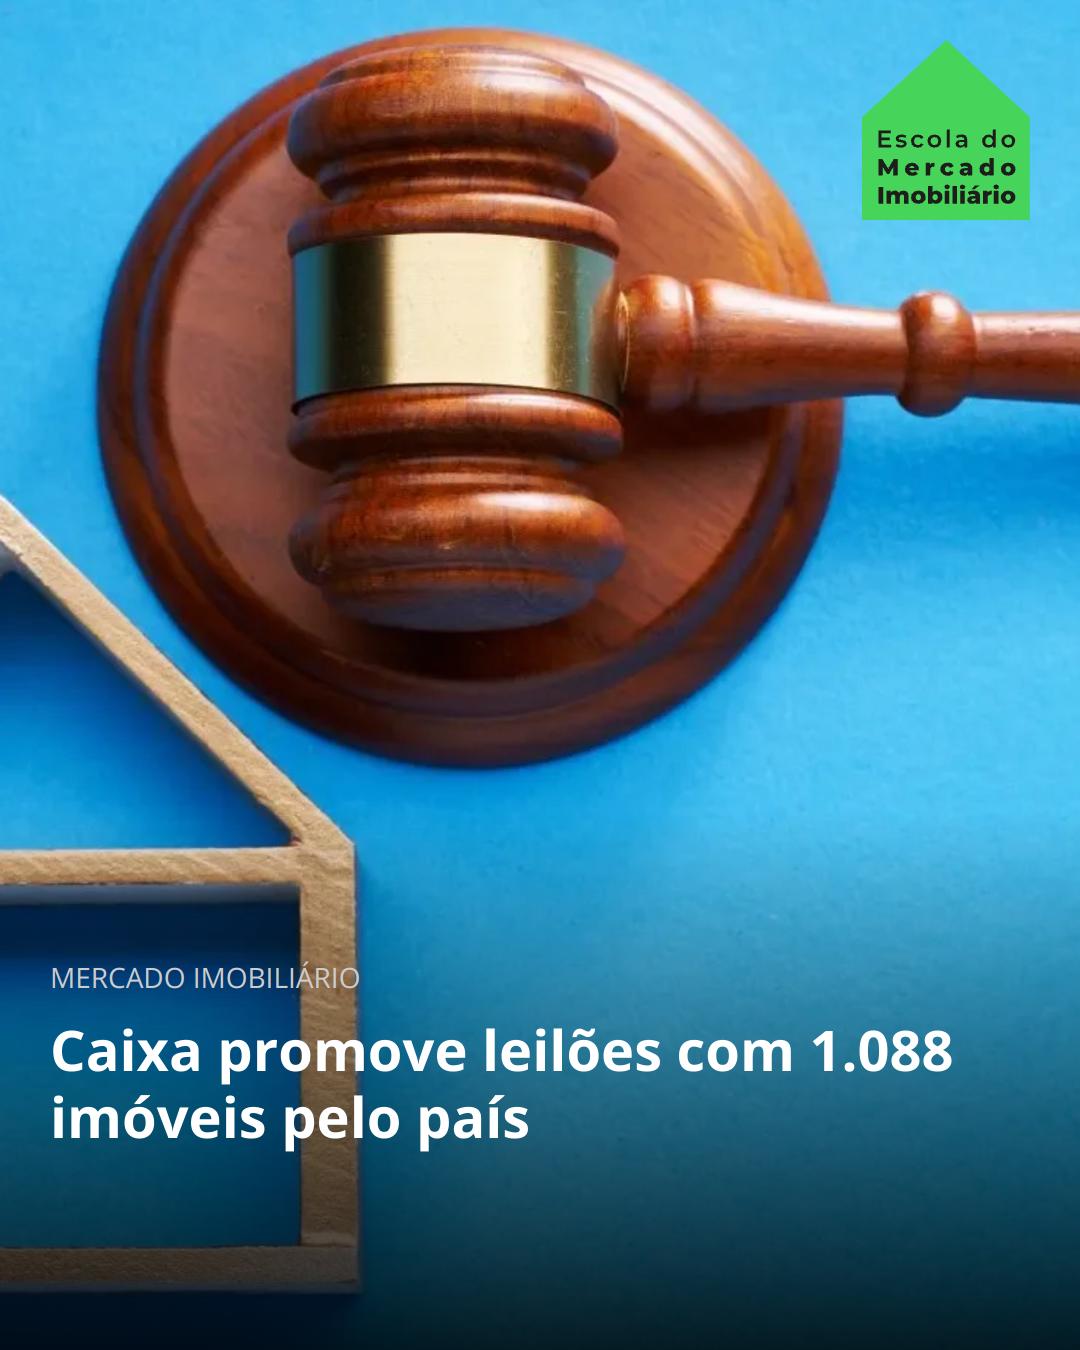 Escola do
Mercado
Imobiliário
MERCADO IMOBILIÁRIO
Caixa promove leilões com 1.088
imóveis pelo país